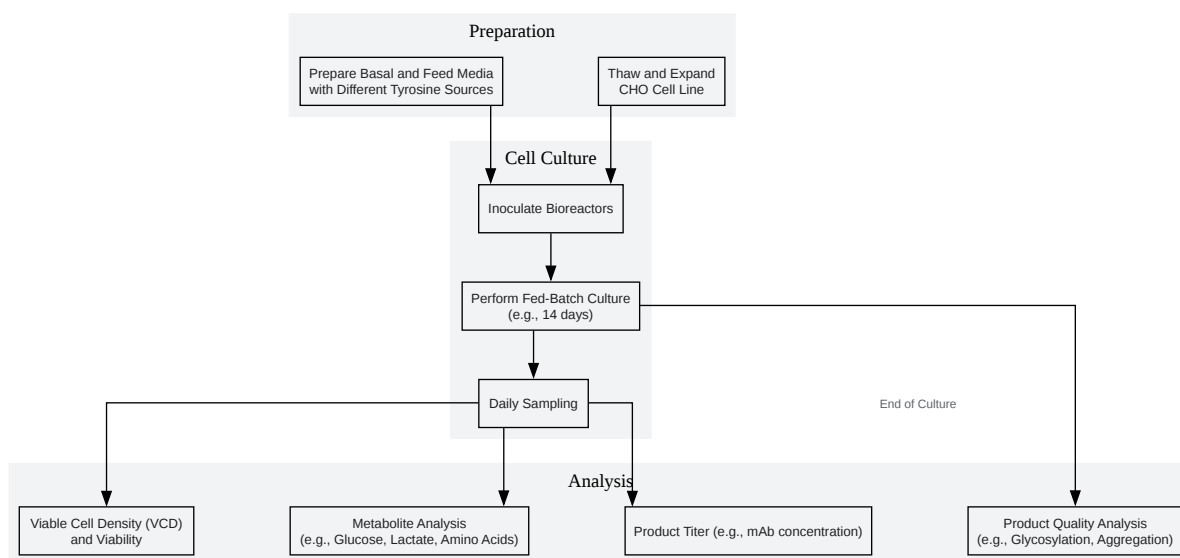 Preparation
Prepare Basal and Feed Media
with Different Tyrosine Sources
Thaw and Expand
CHO Cell Line
Cell Culture
Inoculate Bioreactors
Perform Fed-Batch Culture
(e.g., 14 days)
Daily Sampling
End of Culture
Analysis
Viable Cell Density (VCD)
and Viability
Metabolite Analysis
(e.g., Glucose, Lactate, Amino Acids)
Product Titer (e.g., mAb concentration)
Product Quality Analysis
(e.g., Glycosylation, Aggregation)